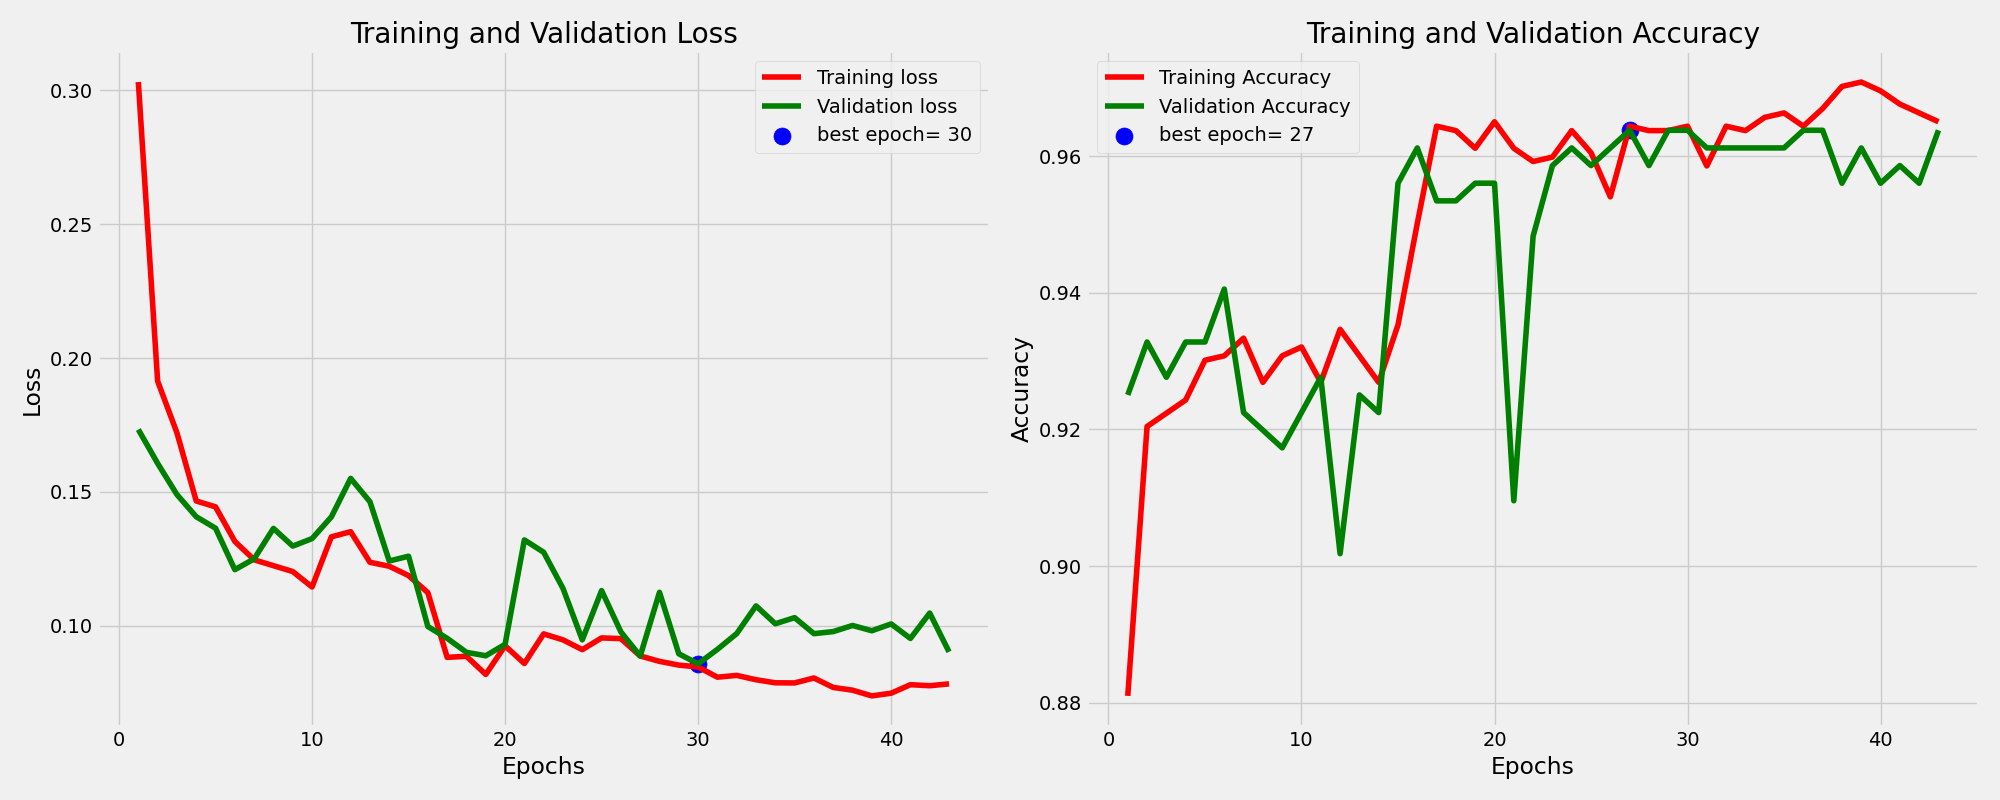 Training and Validation Loss
Training loss
Validation loss
best epoch= 30
0.30
0.25
0.20
0.15
0.10
Loss
0 10 20 30 40
Epochs
Training and Validation Accuracy
Training Accuracy
Validation Accuracy
best epoch= 27
0.96
0.94
0.92
0.90
0.88
Accuracy
0 10 20 30 40
Epochs